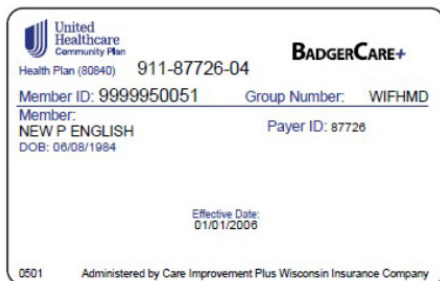 United
Healthcare
Community Plan
BADGERCARE+
Health Plan (80840) 911-87726-04
Member ID: 9999950051 Group Number: WIFHMD
Member:
NEW P ENGLISH Payer ID: 87726
DOB: 06/08/1984
Effective Date:
01/01/2006
0501 Administered by Care Improvement Plus Wisconsin Insurance Company